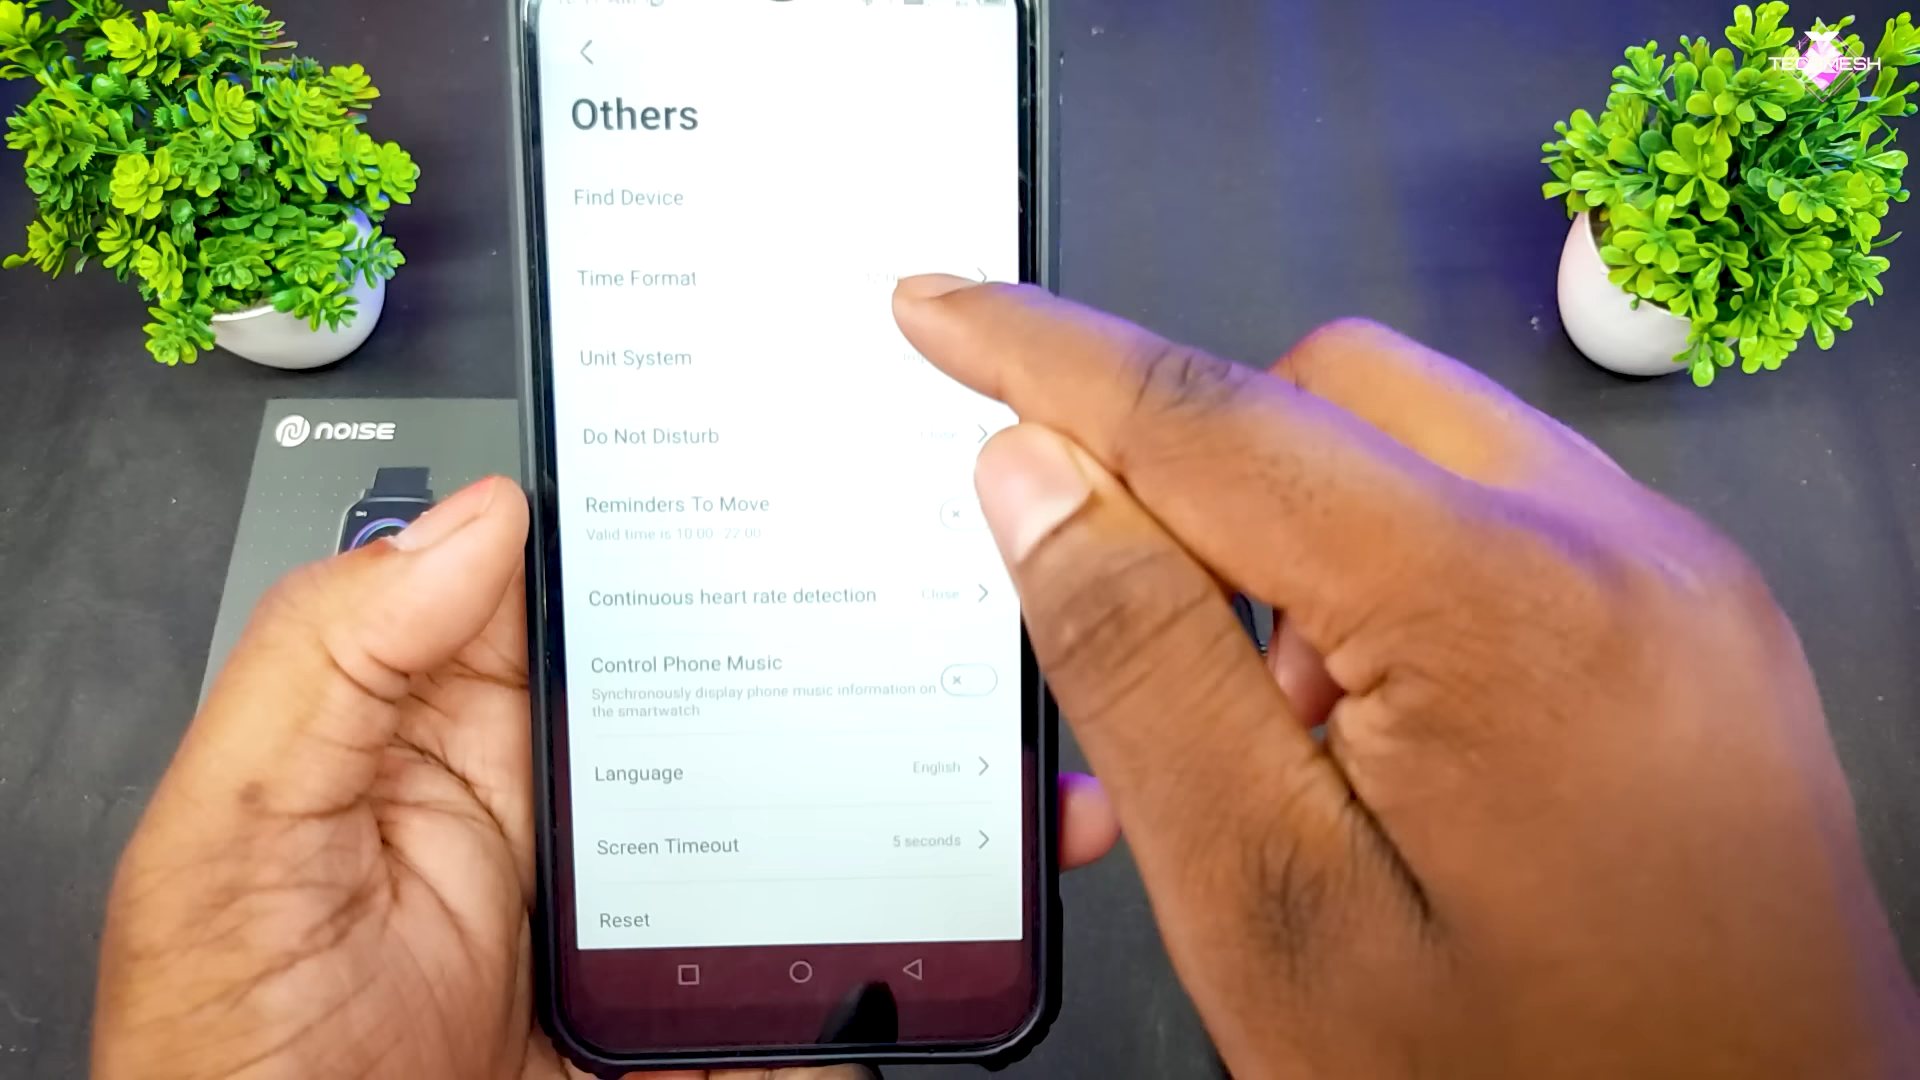 TECHMESH
Others
Find Device
Time Format
Unit System
Do Not Disturb Close
Reminders To Move
Valid time is 10:00 - 22:00
Continuous heart rate detection Close
Control Phone Music
Synchronously display phone music information on
the smartwatch
Language English
Screen Timeout 5 seconds
Reset
NOISE